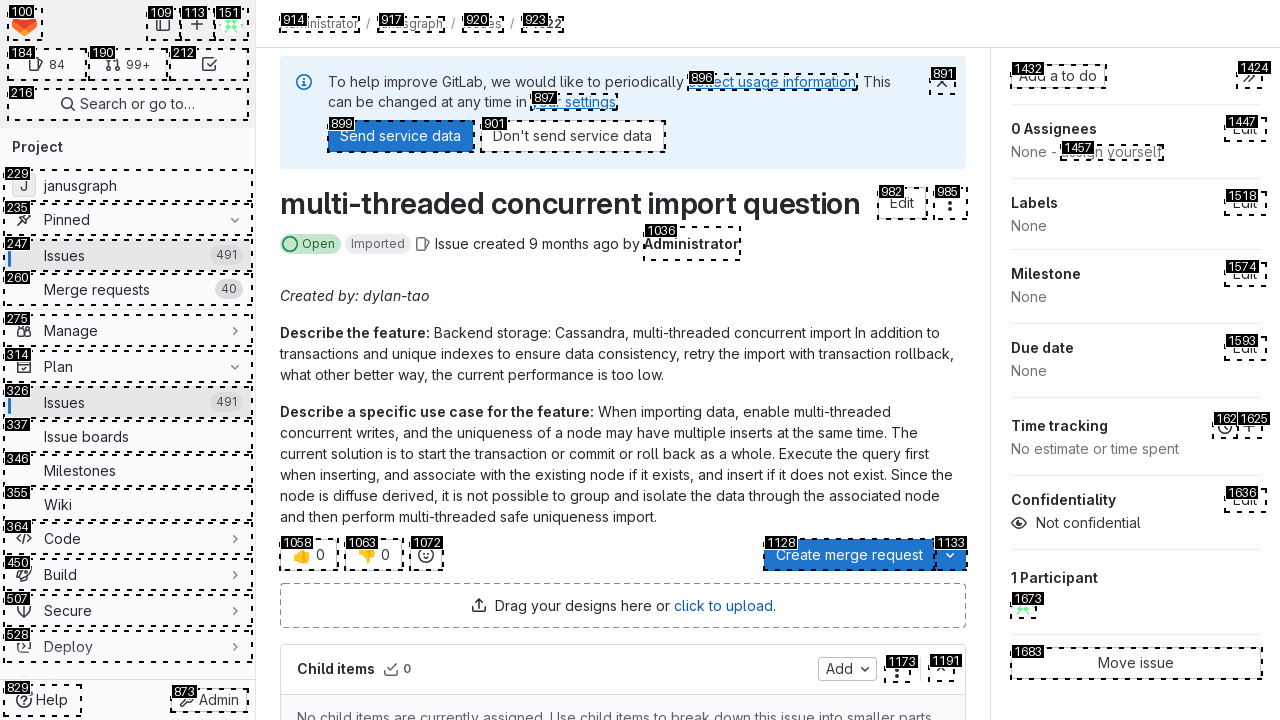 100
109
113
151
184
84
190
99+
212
216
Search or go to…
Project
229
J janusgraph
235
Pinned
247
Issues 491
260
Merge requests 40
275
Manage
314
Plan
326
Issues 491
337
Issue boards
346
Milestones
355
Wiki
364
Code
450
Build
507
Secure
528
Deploy
829
Help
873
Admin
914
917
920
923
/ / /
To help improve GitLab, we would like to periodically 896 collect usage information. This
can be changed at any time in 897 your settings.
891
899
Send service data
901
Don't send service data
multi-threaded concurrent import question
982
Edit
985
Open Imported Issue created 9 months ago by Administrator
1036
Created by: dylan-tao
Describe the feature: Backend storage: Cassandra, multi-threaded concurrent import In addition to
transactions and unique indexes to ensure data consistency, retry the import with transaction rollback,
what other better way, the current performance is too low.
Describe a specific use case for the feature: When importing data, enable multi-threaded
concurrent writes, and the uniqueness of a node may have multiple inserts at the same time. The
current solution is to start the transaction or commit or roll back as a whole. Execute the query first
when inserting, and associate with the existing node if it exists, and insert if it does not exist. Since the
node is diffuse derived, it is not possible to group and isolate the data through the associated node
and then perform multi-threaded safe uniqueness import.
1058
0
1063
0
1072
1128
Create merge request
1133
Drag your designs here or click to upload.
Child items 0
Add
1173
1191
No child items are currently assigned. Use child items to break down this issue into smaller parts.
1432
Add a to do
1424
0 Assignees
1447
Edit
None - assign yourself
1457
Labels
1518
Edit
None
Milestone
1574
Edit
None
Due date
1593
Edit
None
Time tracking
162
1625
No estimate or time spent
Confidentiality
1636
Edit
Not confidential
1 Participant
1673
1683
Move issue